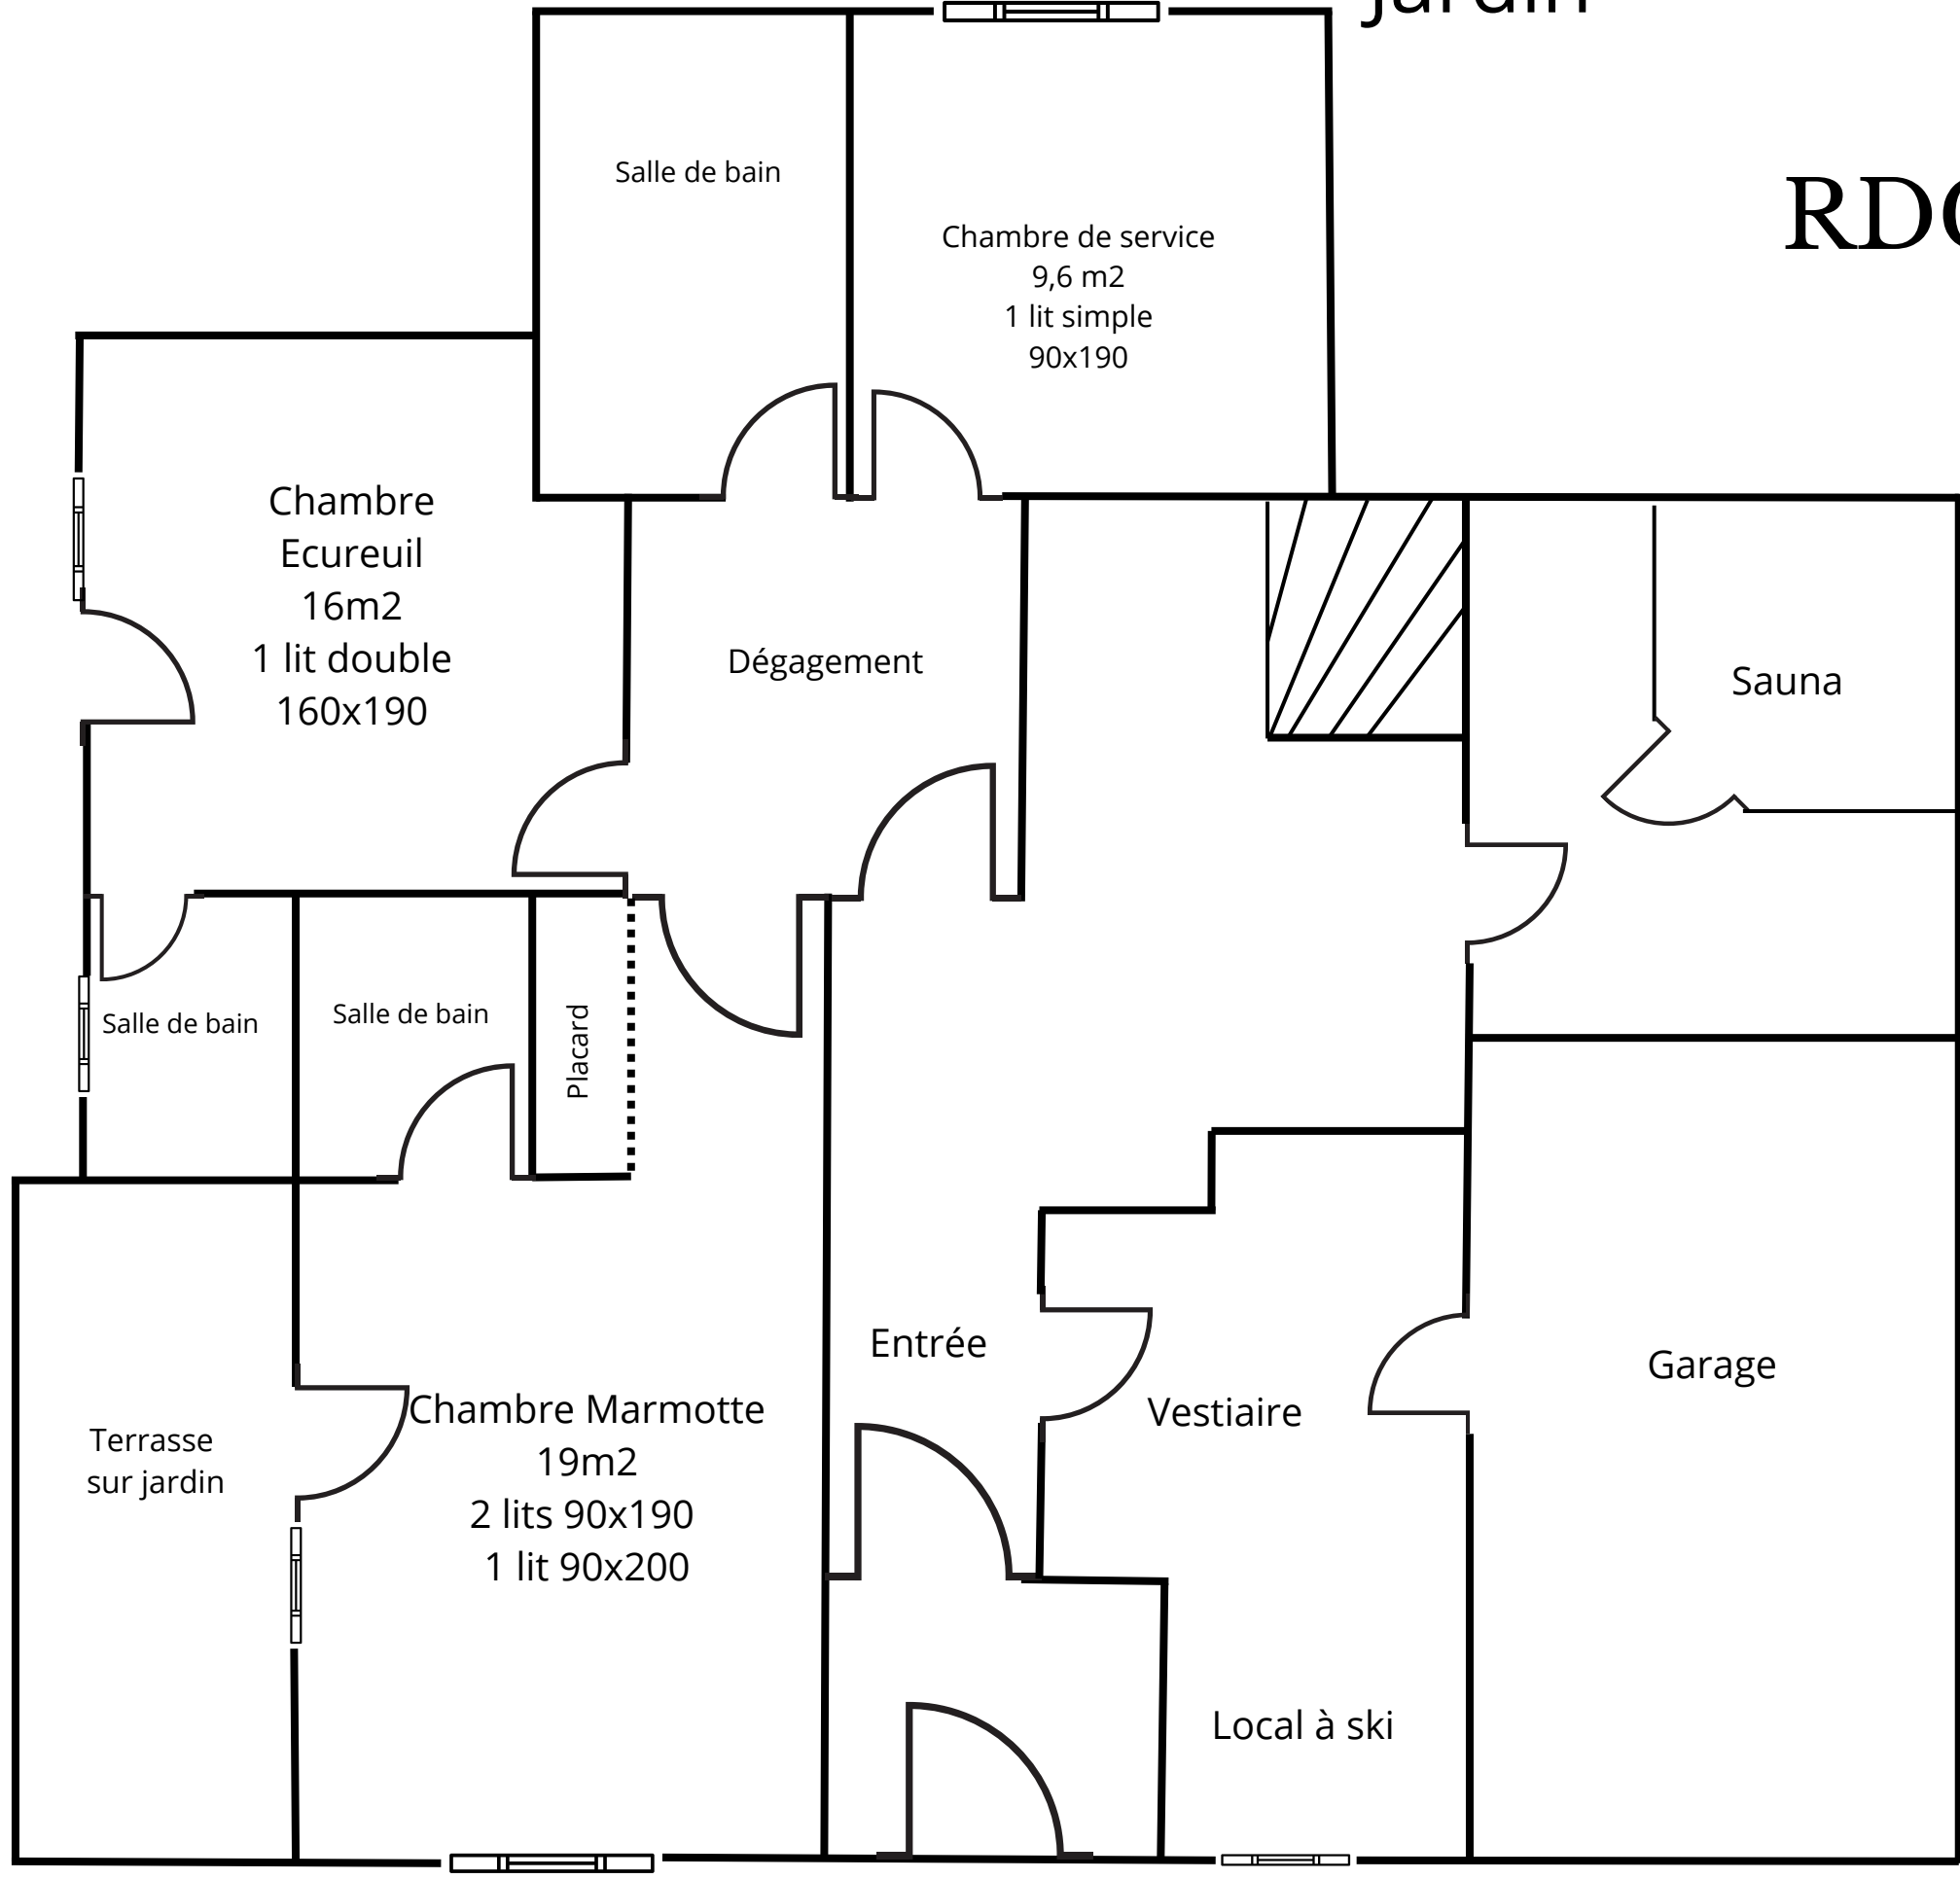 Jardin
RDC
Salle de bain
Chambre de service
9,6 m2
1 lit simple
90x190
Chambre
Ecureuil
16m2
1 lit double
160x190
Dégagement
Sauna
Salle de bain
Salle de bain
Placard
Entrée
Vestiaire
Garage
Chambre Marmotte
19m2
2 lits 90x190
1 lit 90x200
Terrasse
sur jardin
Local à ski